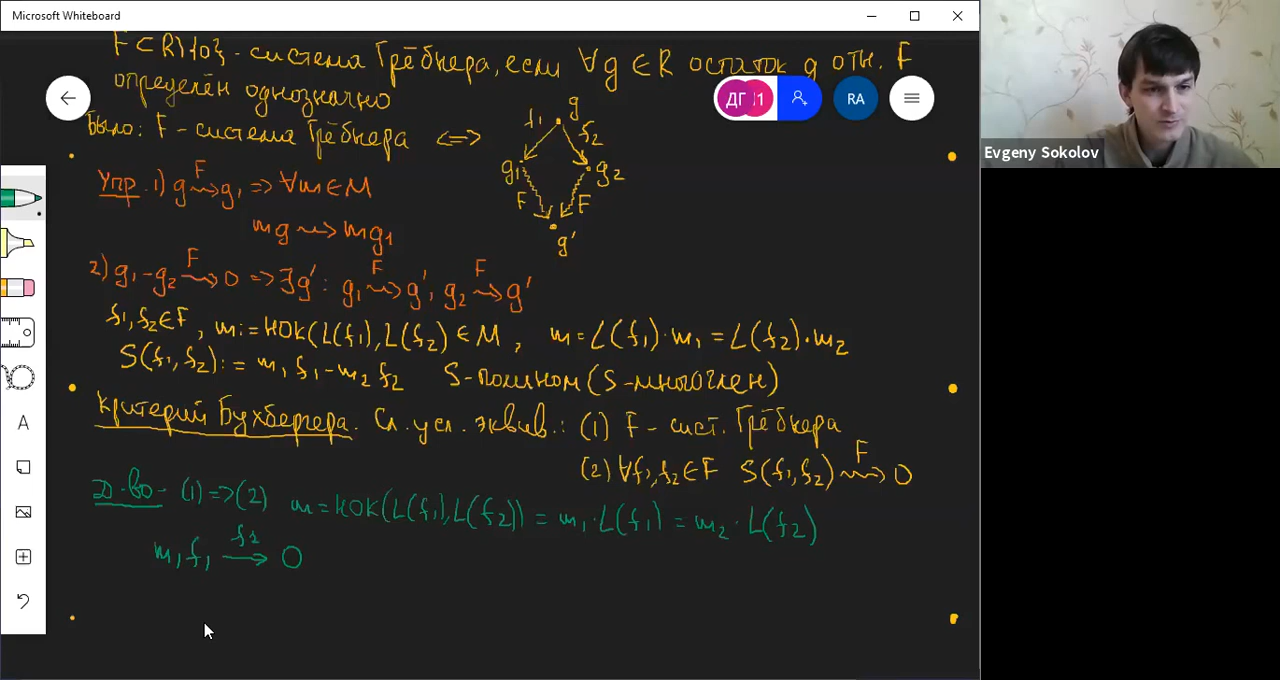 Microsoft Whiteboard
F ⊂ R\{0} - система Грёбнера, если ∀g ∈ R остаток g отн. F
определён однозначно
ДГ J1 RA
Evgeny Sokolov
Было: F - система Грёбнера <=>
g
f₁ f₂
g₁ g₂
F F
g'
Упр. 1) g ⇝^F g₁ => ∀m ∈ M
mg ⇝ mg₁
2) g₁-g₂ ⇝^F 0 => ∃g': g₁ ⇝^F g', g₂ ⇝^F g'
f₁,f₂ ∈ F, m := НОК(L(f₁), L(f₂) ∈ M, m = L(f₁)·m₁ = L(f₂)·m₂
S(f₁,f₂) := m₁f₁-m₂f₂ S-полином (S-многочлен)
Критерий Бухбергера. Сл. усл. эквив.: (1) F - сист. Грёбнера
(2) ∀f₁,f₂ ∈ F S(f₁,f₂) ⇝^F 0
Д-во. (1)=>(2) m = НОК(L(f₁),L(f₂)) = m₁·L(f₁) = m₂·L(f₂)
m₁f₁ →^f₂ 0
A